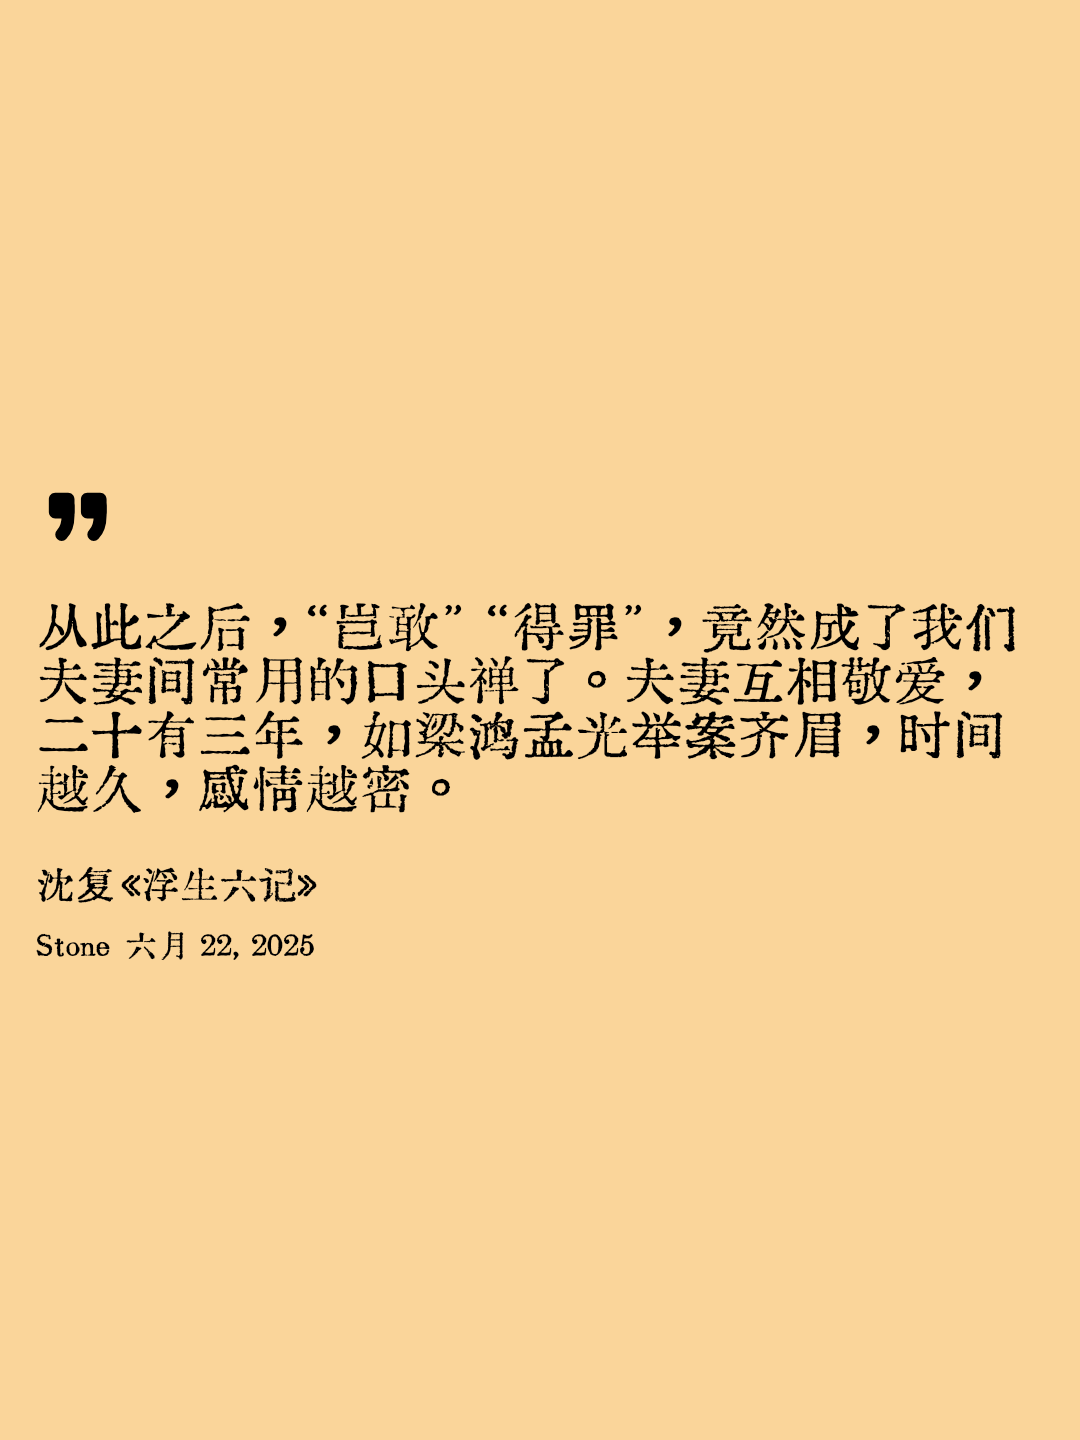 ”
从此之后，“岂敢”“得罪”，竟然成了我们
夫妻间常用的口头禅了。夫妻互相敬爱，
二十有三年，如梁鸿孟光举案齐眉，时间
越久，感情越密。
沈复《浮生六记》
Stone 六月 22, 2025